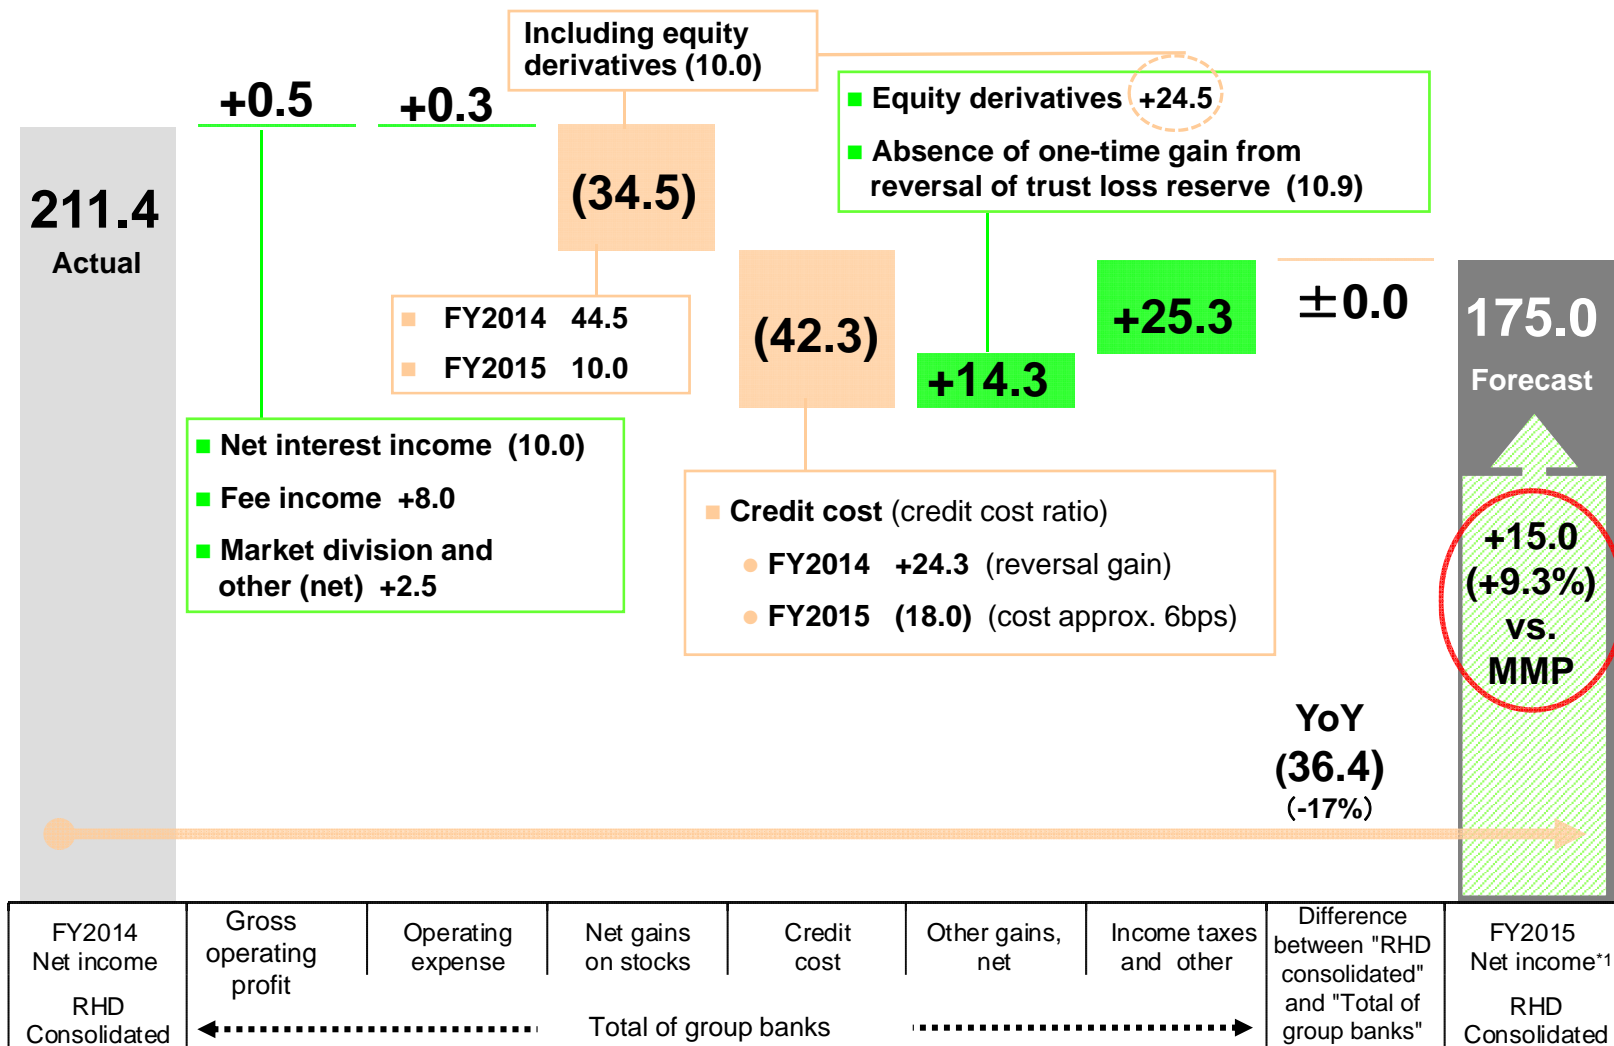 Including equity
derivatives (10.0)
+0.5
+0.3
■ Equity derivatives +24.5
■ Absence of one-time gain from
reversal of trust loss reserve (10.9)
211.4
Actual
(34.5)
■ FY2014 44.5
■ FY2015 10.0
(42.3)
+14.3
+25.3
±0.0
175.0
Forecast
■ Net interest income (10.0)
■ Fee income +8.0
■ Market division and
other (net) +2.5
■ Credit cost (credit cost ratio)
● FY2014 +24.3 (reversal gain)
● FY2015 (18.0) (cost approx. 6bps)
+15.0
(+9.3%)
vs.
MMP
YoY
(36.4)
(-17%)
FY2014
Net income
RHD
Consolidated
Gross
operating
profit
Operating
expense
Net gains
on stocks
Credit
cost
Other gains,
net
Income taxes
and other
Total of group banks
Difference
between "RHD
consolidated"
and "Total of
group banks"
FY2015
Net income*1
RHD
Consolidated